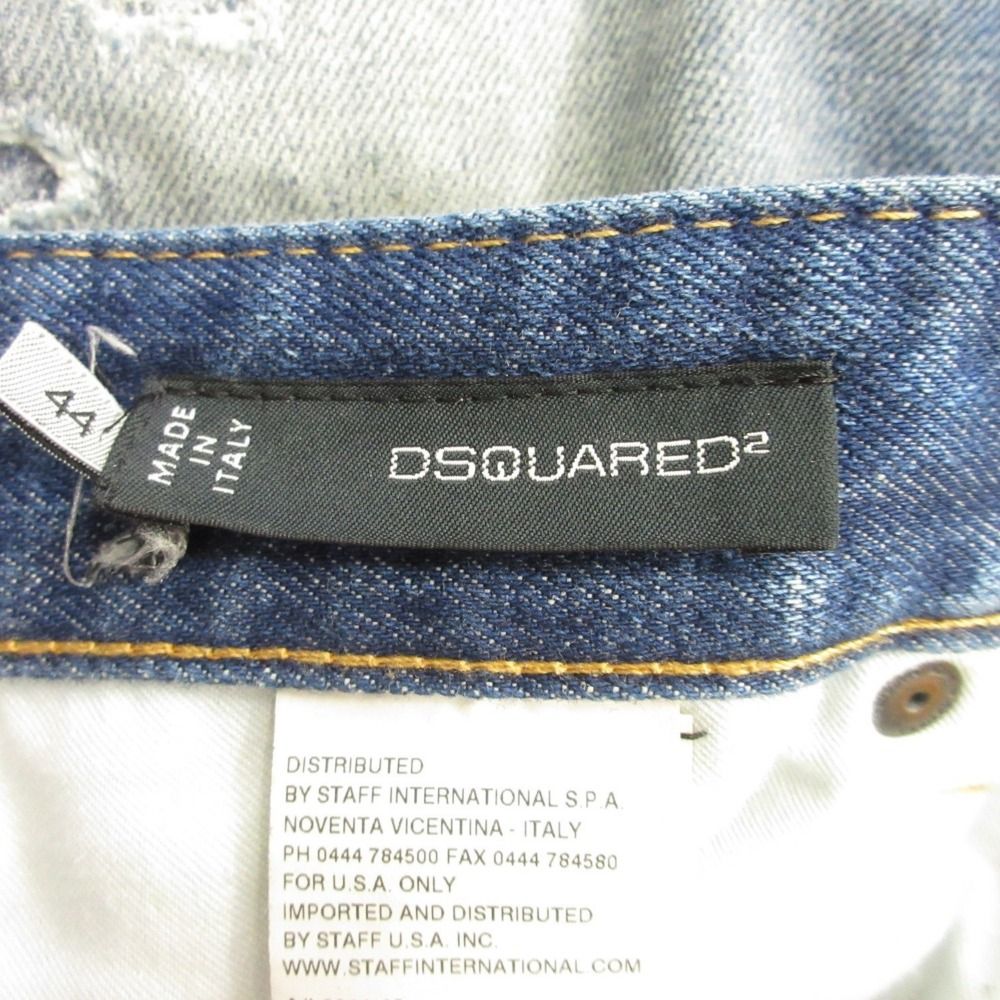 44
MADE
IN
ITALY
DSQUARED²
DISTRIBUTED
BY STAFF INTERNATIONAL S.P.A.
NOVENTA VICENTINA - ITALY
PH 0444 784500 FAX 0444 784580
FOR U.S.A. ONLY
IMPORTED AND DISTRIBUTED
BY STAFF U.S.A. INC.
WWW.STAFFINTERNATIONAL.COM